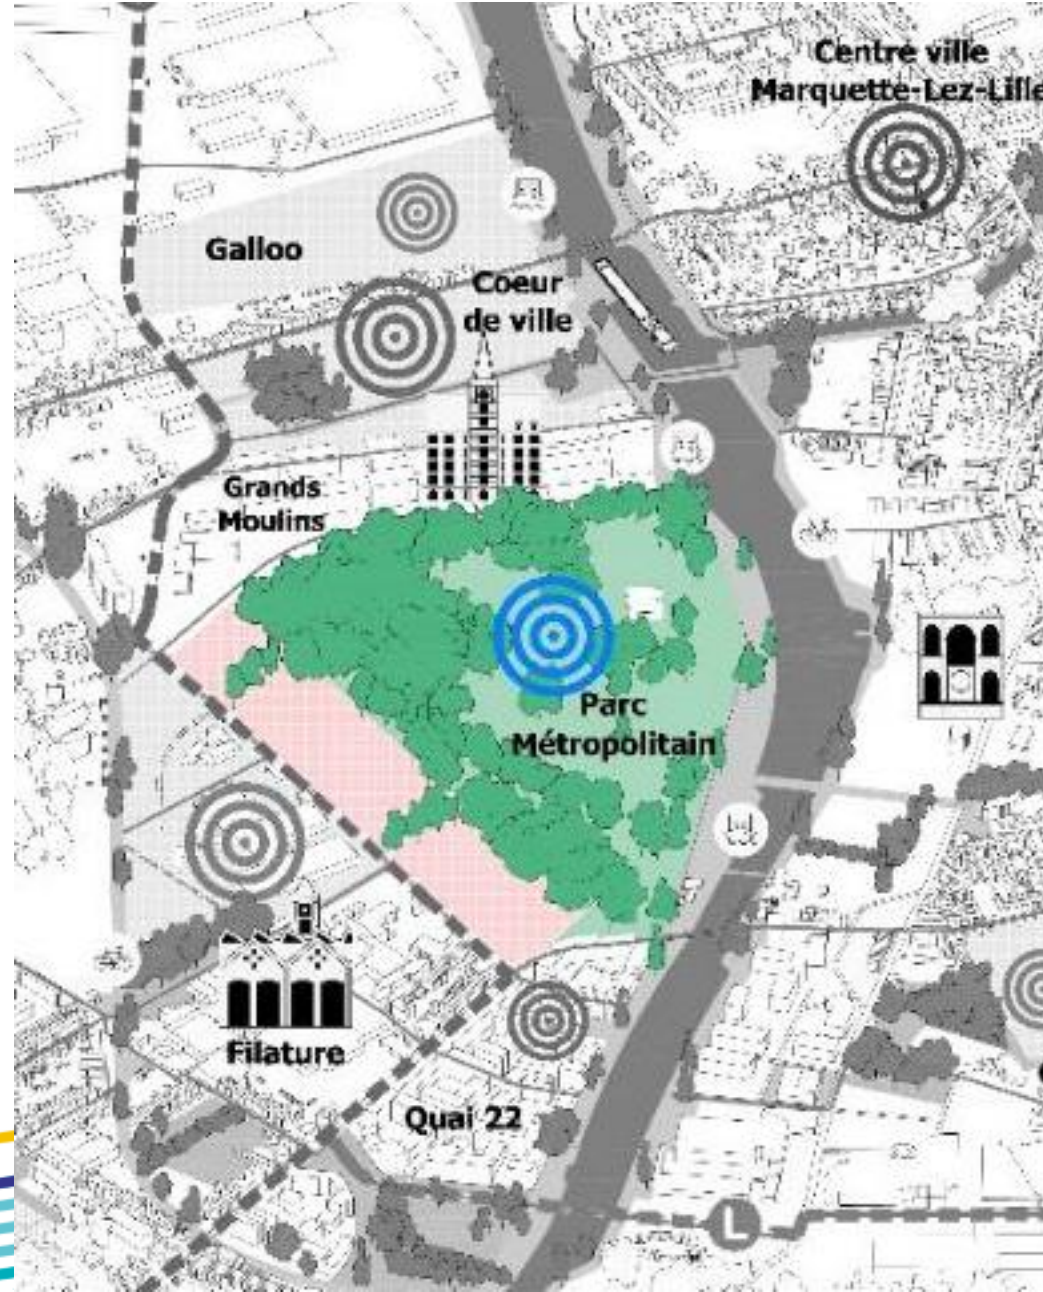 Centre ville
Marquette-Lez-Lille
Galloo
Coeur
de ville
Grands
Moulins
Parc
Métropolitain
Filature
Quai 22
L